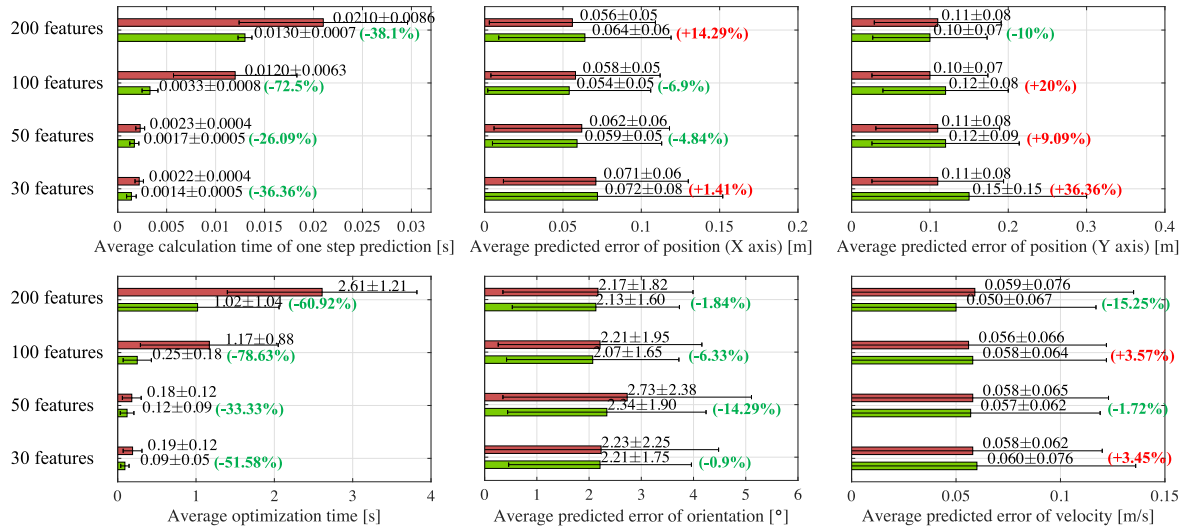 200 features
0.0210±0.0086
0.0130±0.0007 (-38.1%)
100 features
0.0120±0.0063
0.0033±0.0008 (-72.5%)
50 features
0.0023±0.0004
0.0017±0.0005 (-26.09%)
30 features
0.0022±0.0004
0.0014±0.0005 (-36.36%)
0 0.005 0.01 0.015 0.02 0.025 0.03
Average calculation time of one step prediction [s]
0.056±0.05
0.064±0.06 (+14.29%)
0.058±0.05
0.054±0.05 (-6.9%)
0.062±0.06
0.059±0.05 (-4.84%)
0.071±0.06
0.072±0.08 (+1.41%)
0 0.05 0.1 0.15 0.2
Average predicted error of position (X axis) [m]
0.11±0.08
0.10±0.07 (-10%)
0.10±0.07
0.12±0.08 (+20%)
0.11±0.08
0.12±0.09 (+9.09%)
0.11±0.08
0.15±0.15 (+36.36%)
0 0.1 0.2 0.3 0.4
Average predicted error of position (Y axis) [m]
200 features
2.61±1.21
1.02±1.04 (-60.92%)
100 features
1.17±0.88
0.25±0.18 (-78.63%)
50 features
0.18±0.12
0.12±0.09 (-33.33%)
30 features
0.19±0.12
0.09±0.05 (-51.58%)
0 1 2 3 4
Average optimization time [s]
2.17±1.82
2.13±1.60 (-1.84%)
2.21±1.95
2.07±1.65 (-6.33%)
2.73±2.38
2.34±1.90 (-14.29%)
2.23±2.25
2.21±1.75 (-0.9%)
0 1 2 3 4 5 6
Average predicted error of orientation [°]
0.059±0.076
0.050±0.067 (-15.25%)
0.056±0.066
0.058±0.064 (+3.57%)
0.058±0.065
0.057±0.062 (-1.72%)
0.058±0.062
0.060±0.076 (+3.45%)
0 0.05 0.1 0.15
Average predicted error of velocity [m/s]